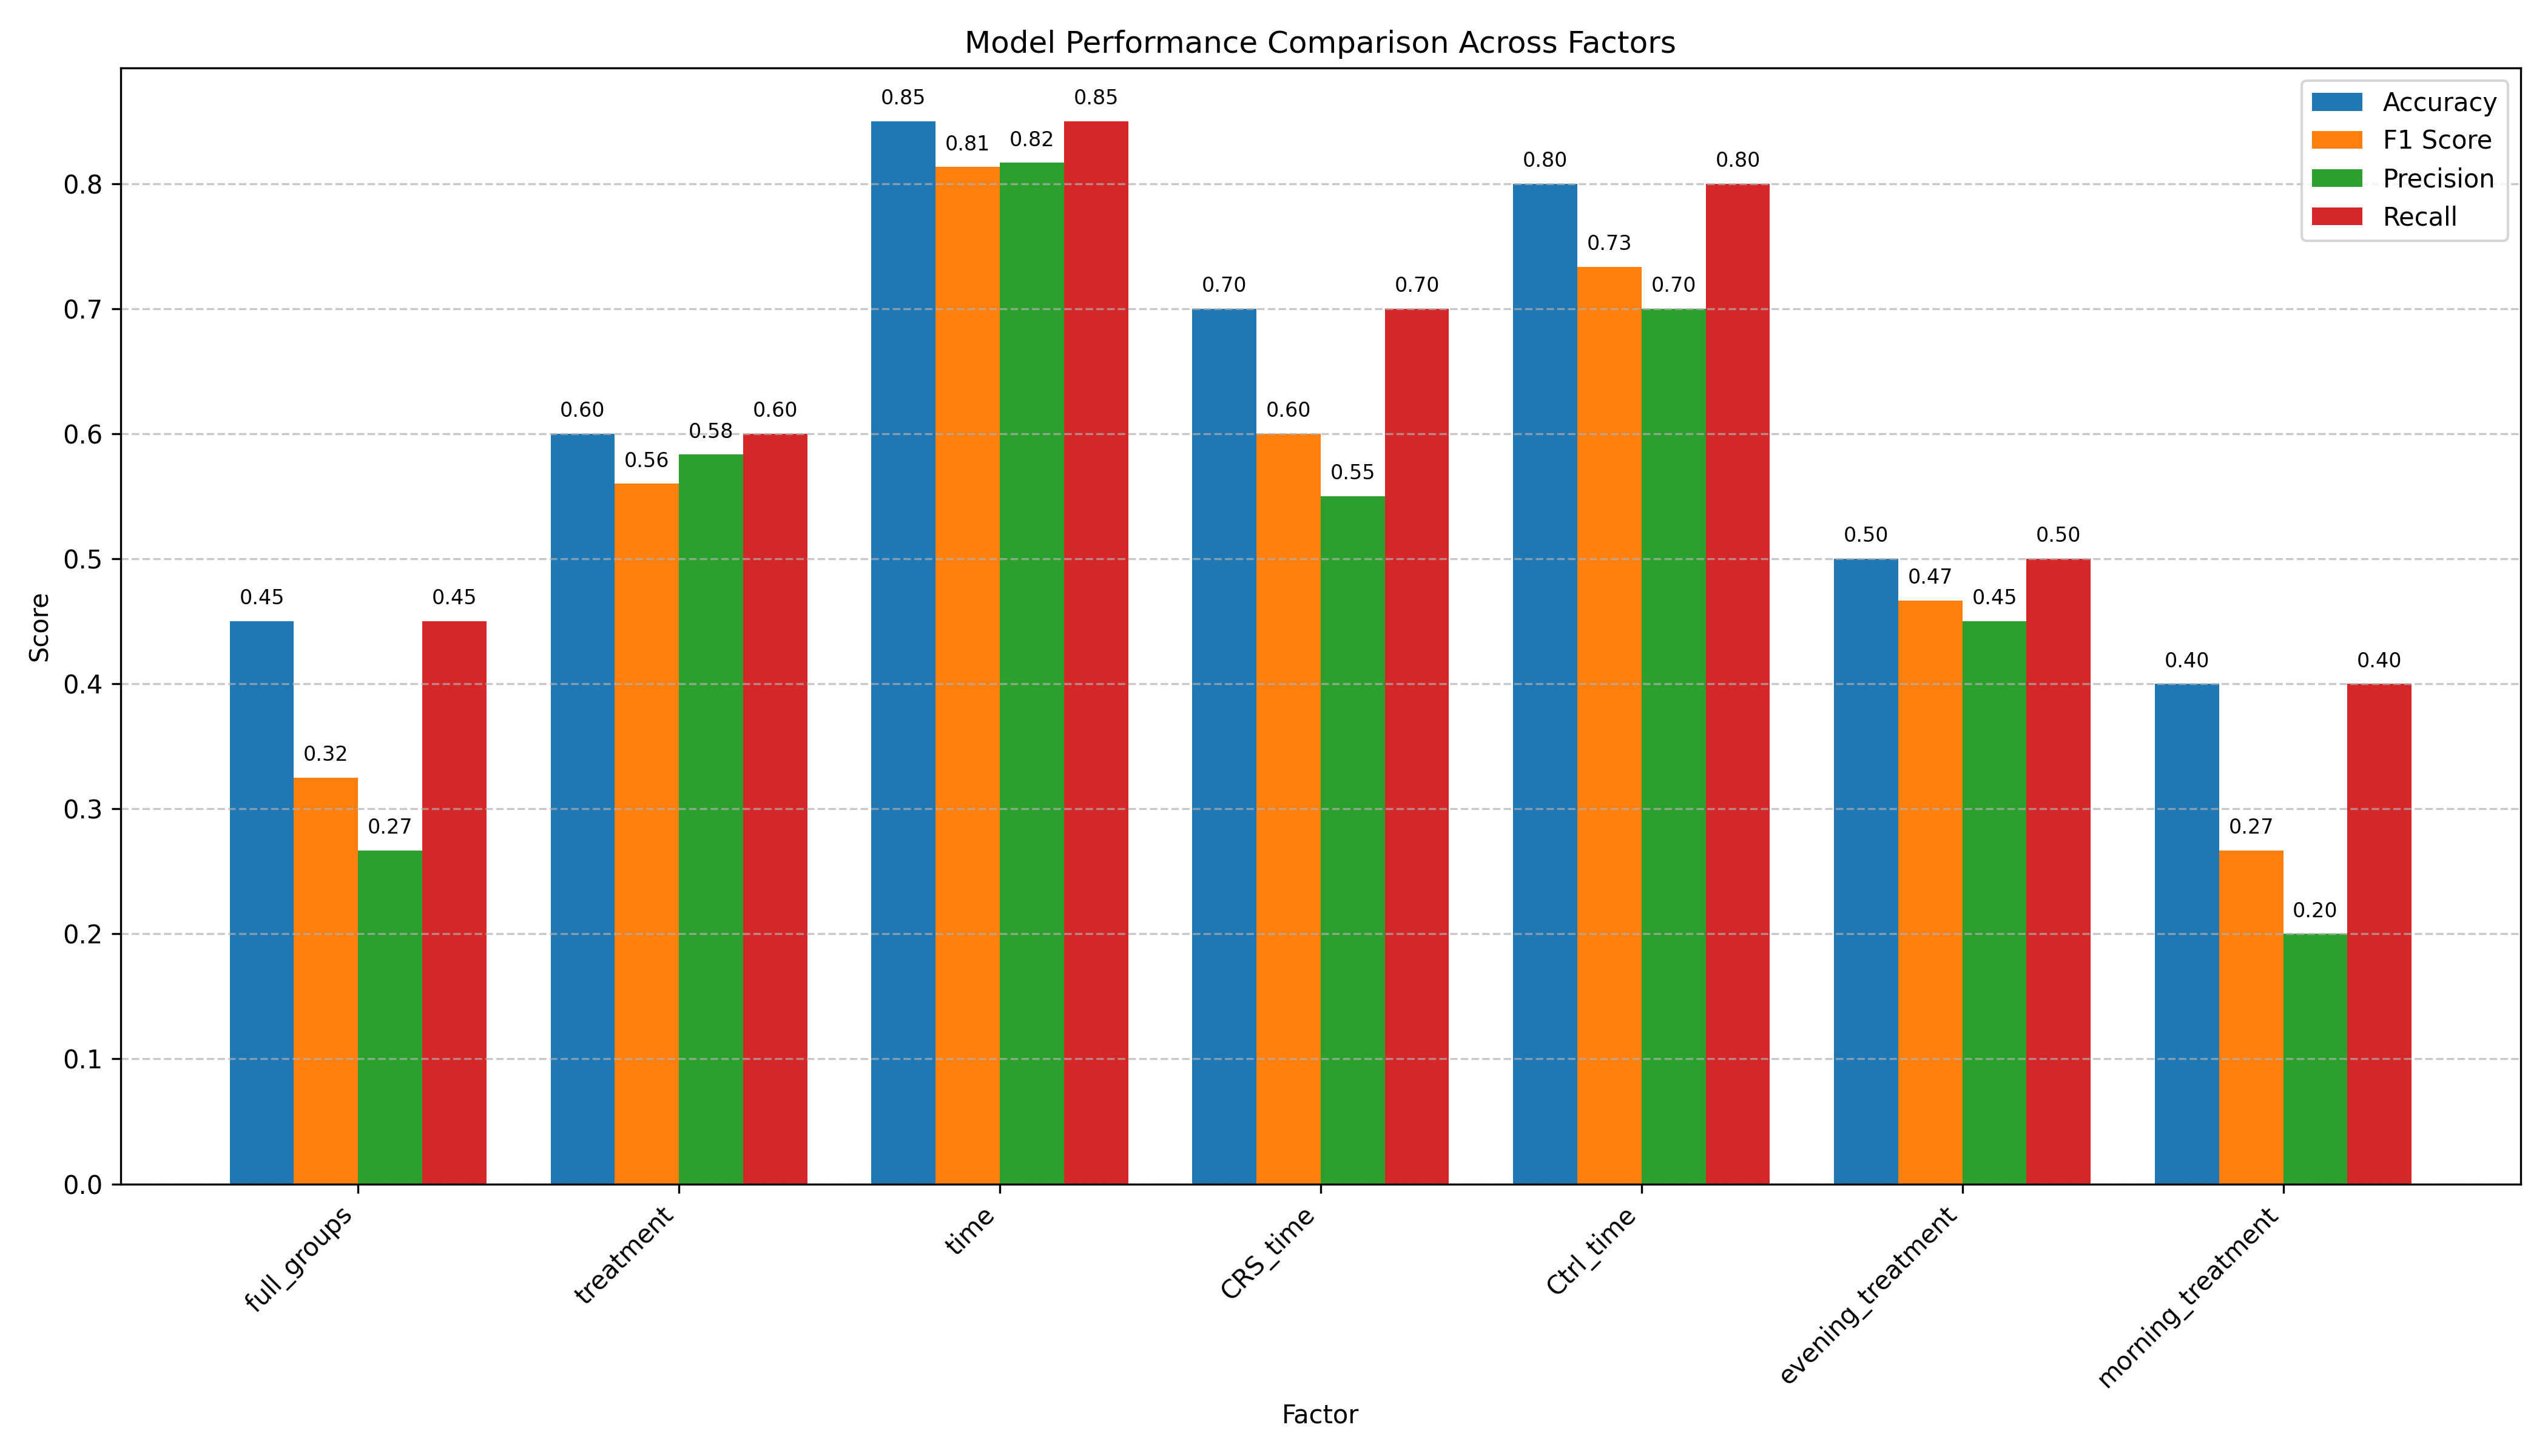 Model Performance Comparison Across Factors
Accuracy
F1 Score
Precision
Recall
Score
0.8
0.7
0.6
0.5
0.4
0.3
0.2
0.1
0.0
0.45
0.32
0.27
0.45
0.60
0.56
0.58
0.60
0.85
0.81
0.82
0.85
0.70
0.60
0.55
0.70
0.80
0.73
0.70
0.80
0.50
0.47
0.45
0.50
0.40
0.27
0.20
0.40
full_groups
treatment
time
CRS_time
Ctrl_time
evening_treatment
morning_treatment
Factor